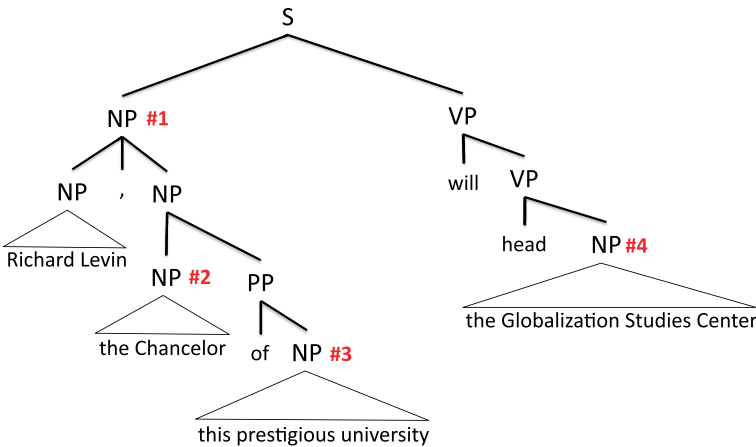 S
NP #1
VP
NP , NP
will VP
Richard Levin
head NP #4
NP #2 PP
the Globalization Studies Center
the Chancelor of NP #3
this prestigious university